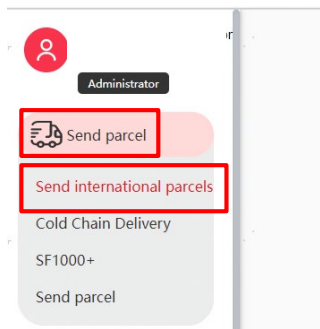 Administrator
Send parcel
Send international parcels
Cold Chain Delivery
SF1000+
Send parcel